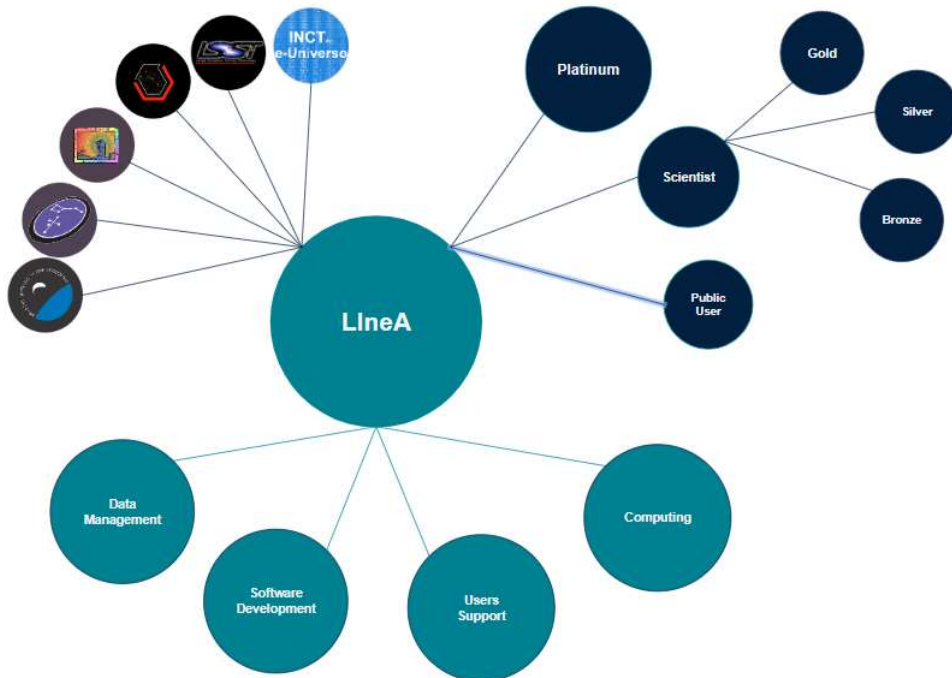 INCT
e-Universo
LSST
Platinum
Gold
Silver
Scientist
Bronze
Public
User
LIneA
Data
Management
Software
Development
Users
Support
Computing